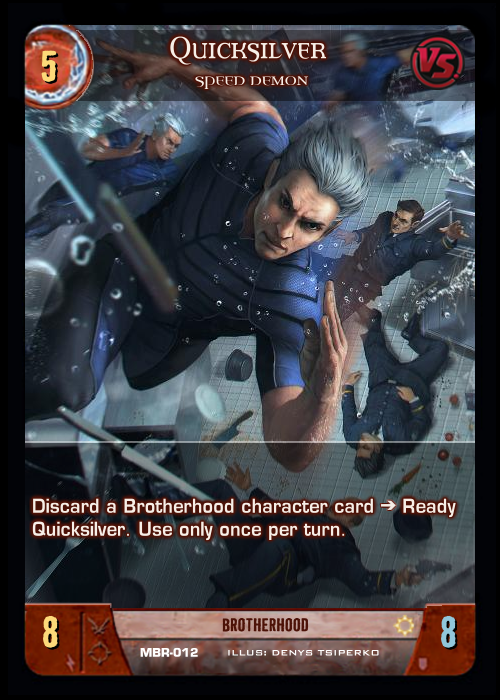 5
Quicksilver
Speed Demon
VS.
Discard a Brotherhood character card ➔ Ready
Quicksilver. Use only once per turn.
8
BROTHERHOOD
8
MBR-012 ILLUS: DENYS TSIPERKO